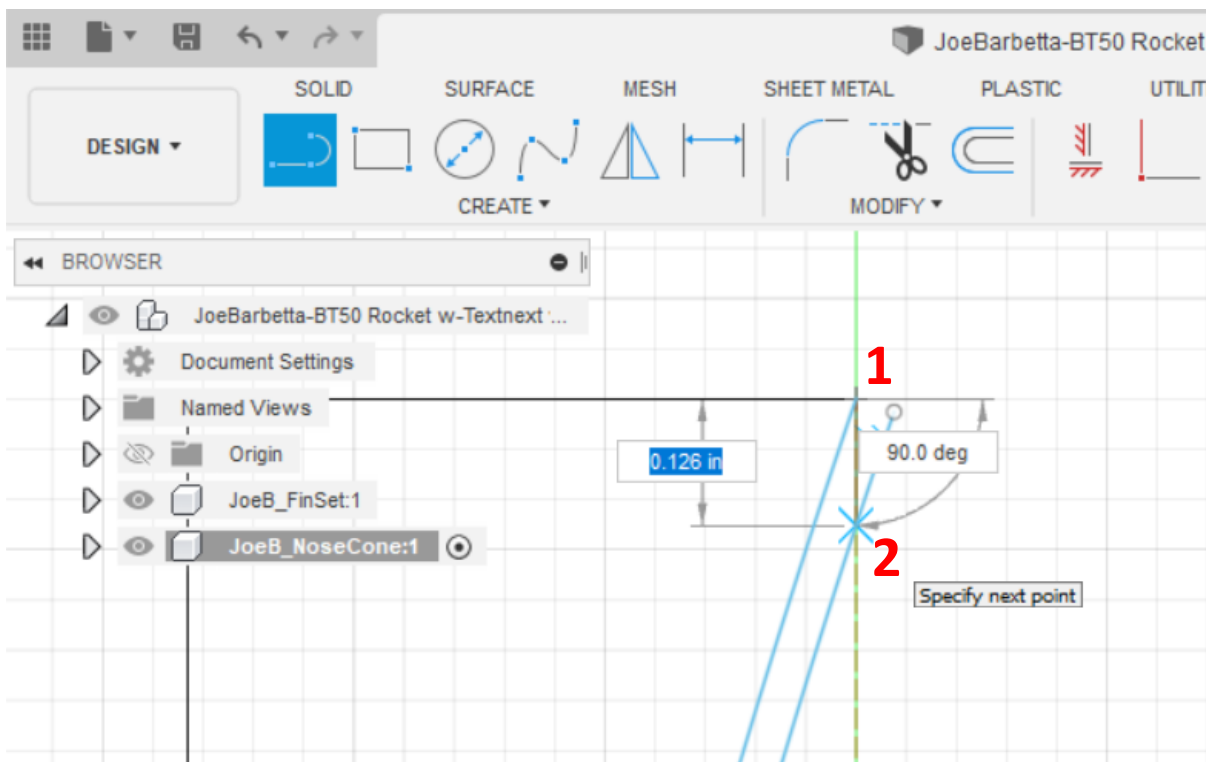 JoeBarbetta-BT50 Rocket
SOLID SURFACE MESH SHEET METAL PLASTIC UTILIT
DESIGN
CREATE MODIFY
BROWSER
JoeBarbetta-BT50 Rocket w-Textnext ...
Document Settings
Named Views
Origin
JoeB_FinSet:1
JoeB_NoseCone:1
1
0.126 in
90.0 deg
2
Specify next point